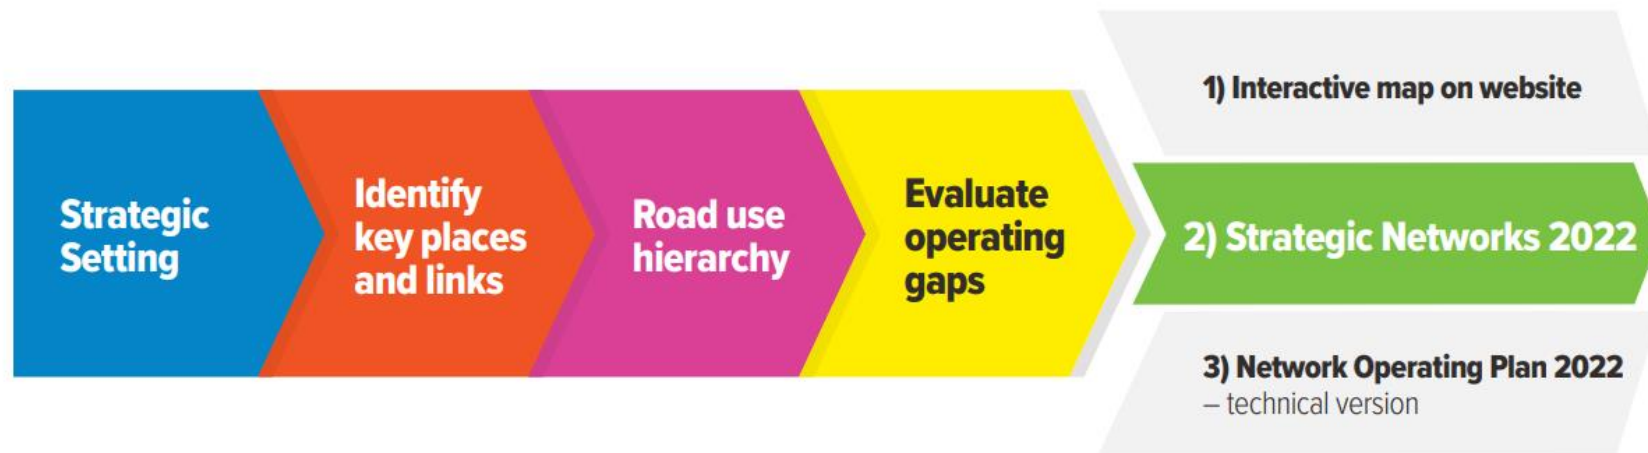 Strategic
Setting
Identify
key places
and links
Road use
hierarchy
Evaluate
operating
gaps
1) Interactive map on website
2) Strategic Networks 2022
3) Network Operating Plan 2022
– technical version